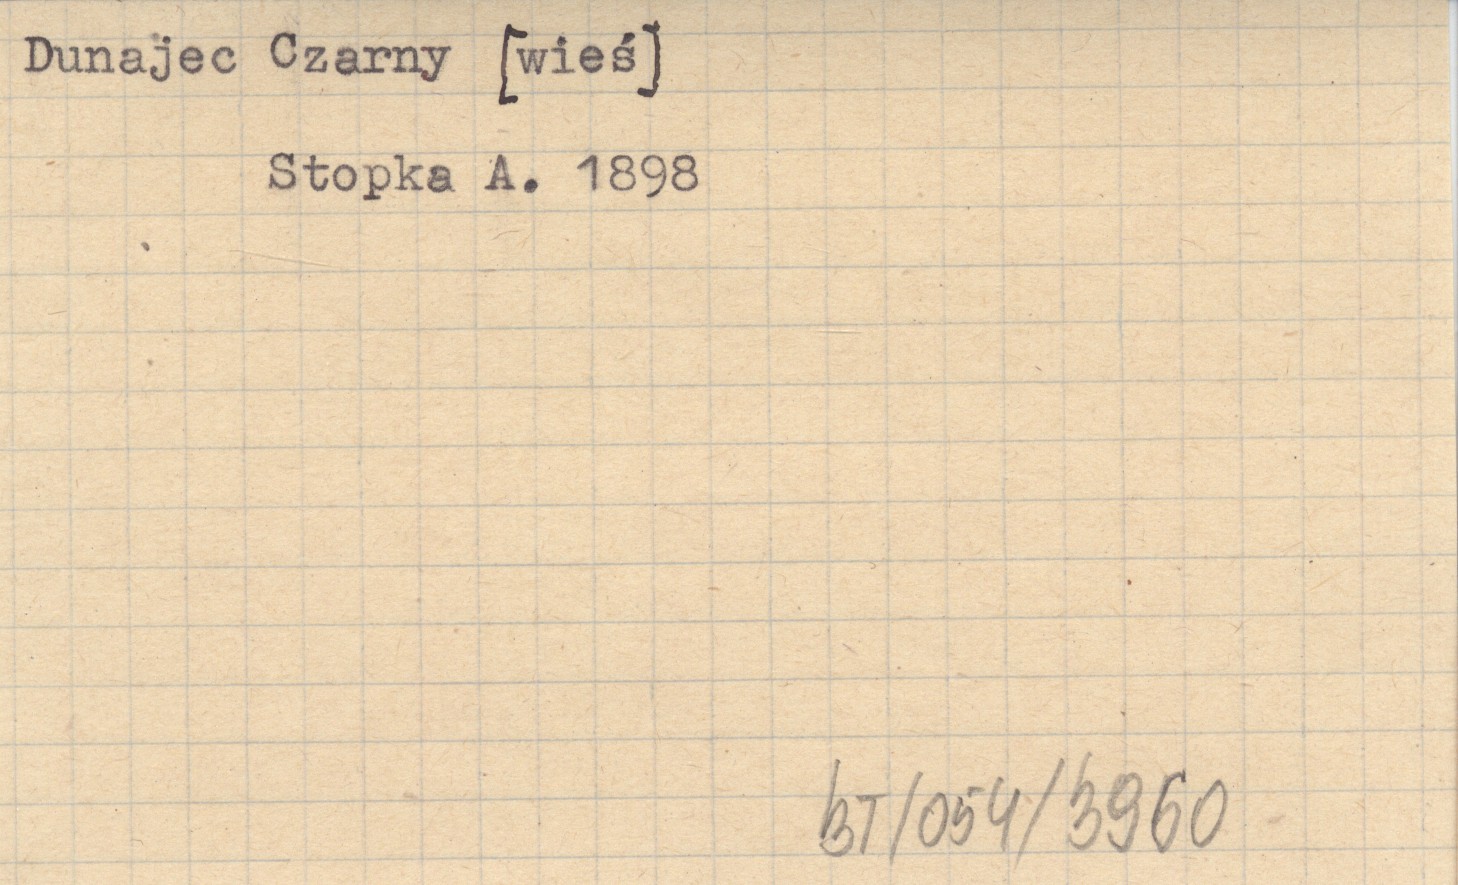 Dunajec Czarny [wieś]
Stopka A. 1898
BT/054/3960